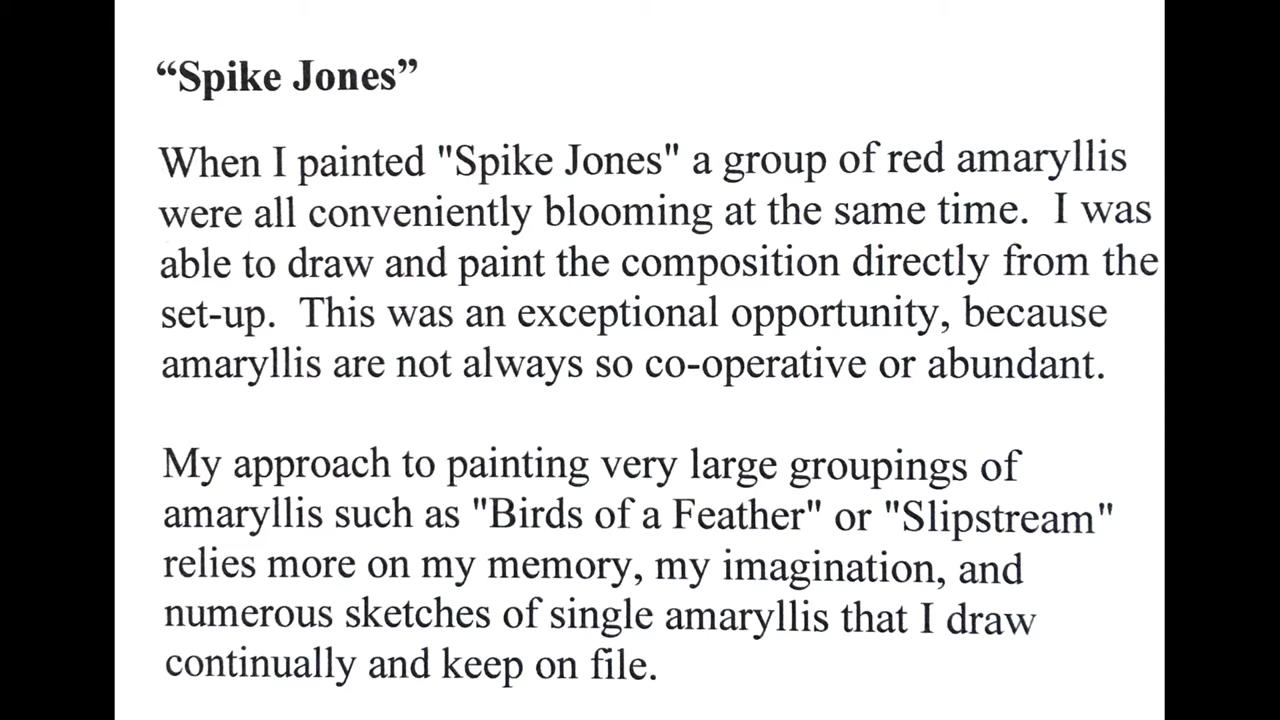 “Spike Jones”
When I painted "Spike Jones" a group of red amaryllis
were all conveniently blooming at the same time.  I was
able to draw and paint the composition directly from the
set-up.  This was an exceptional opportunity, because
amaryllis are not always so co-operative or abundant.
My approach to painting very large groupings of
amaryllis such as "Birds of a Feather" or "Slipstream"
relies more on my memory, my imagination, and
numerous sketches of single amaryllis that I draw
continually and keep on file.